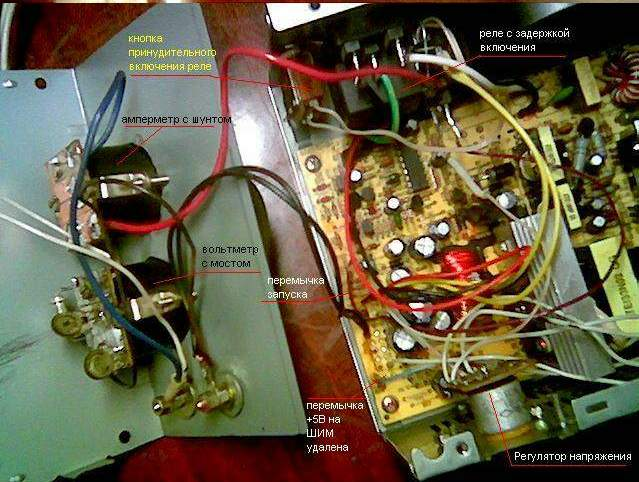 кнопка
принудительного
включения реле
реле с задержкой
включения
амперметр с шунтом
вольтметр
с мостом
перемычка
запуска
перемычка
+5В на
ШИМ
удалена
Регулятор напряжения